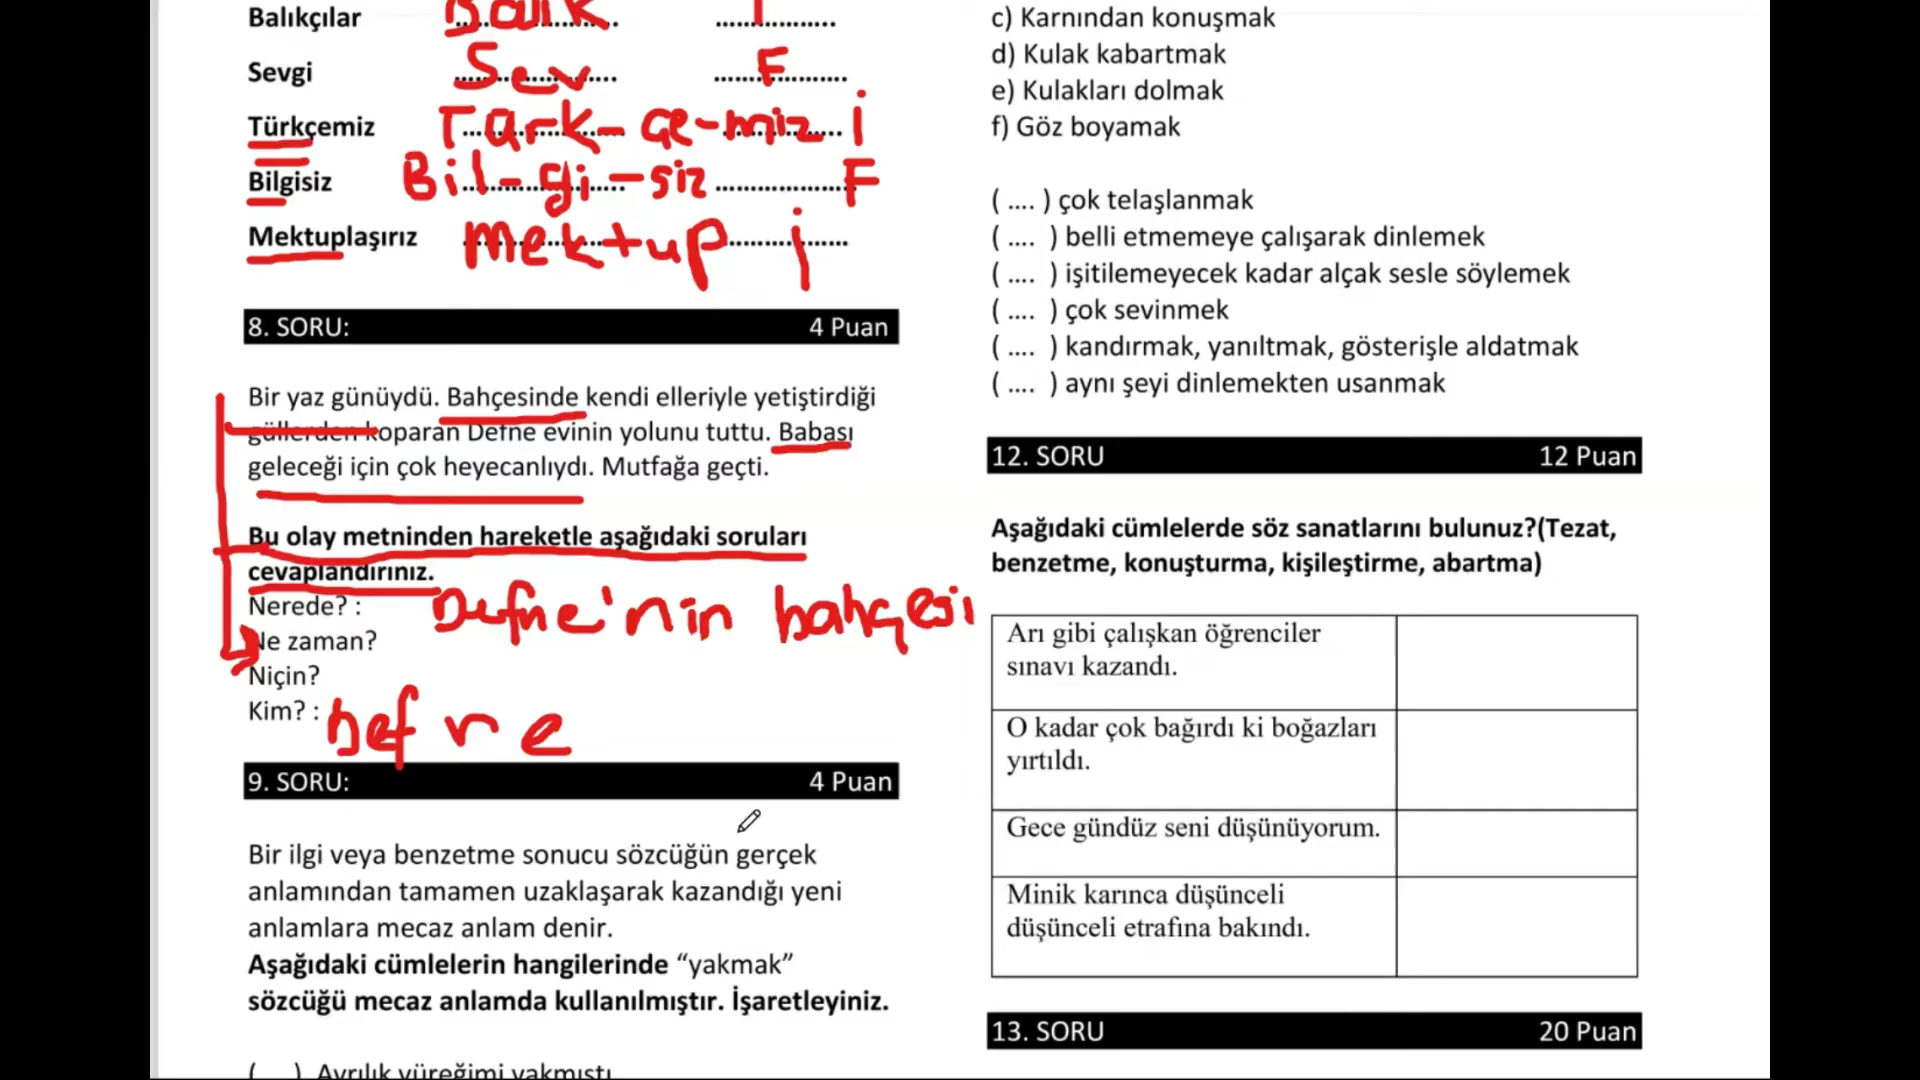 Balıkçılar Balık ............ İ
Sevgi Sev F
Türkçemiz Türk-çe-miz İ
Bilgisiz Bil-gi-siz F
Mektuplaşırız mektup i
8. SORU: 4 Puan
Bir yaz günüydü. Bahçesinde kendi elleriyle yetiştirdiği
güllerden koparan Defne evinin yolunu tuttu. Babası
geleceği için çok heyecanlıydı. Mutfağa geçti.
Bu olay metninden hareketle aşağıdaki soruları
cevaplandırınız.
Nerede? : Defne'nin bahçesi
Ne zaman?
Niçin?
Kim? : Defne
9. SORU: 4 Puan
Bir ilgi veya benzetme sonucu sözcüğün gerçek
anlamından tamamen uzaklaşarak kazandığı yeni
anlamlara mecaz anlam denir.
Aşağıdaki cümlelerin hangilerinde “yakmak”
sözcüğü mecaz anlamda kullanılmıştır. İşaretleyiniz.
( ) Ayrılık yüreğimi yakmıştı
c) Karnından konuşmak
d) Kulak kabartmak
e) Kulakları dolmak
f) Göz boyamak
( .... ) çok telaşlanmak
( .... ) belli etmemeye çalışarak dinlemek
( .... ) işitilemeyecek kadar alçak sesle söylemek
( .... ) çok sevinmek
( .... ) kandırmak, yanıltmak, gösterişle aldatmak
( .... ) aynı şeyi dinlemekten usanmak
12. SORU 12 Puan
Aşağıdaki cümlelerde söz sanatlarını bulunuz?(Tezat,
benzetme, konuşturma, kişileştirme, abartma)
Arı gibi çalışkan öğrenciler
sınavı kazandı.
O kadar çok bağırdı ki boğazları
yırtıldı.
Gece gündüz seni düşünüyorum.
Minik karınca düşünceli
düşünceli etrafına bakındı.
13. SORU 20 Puan